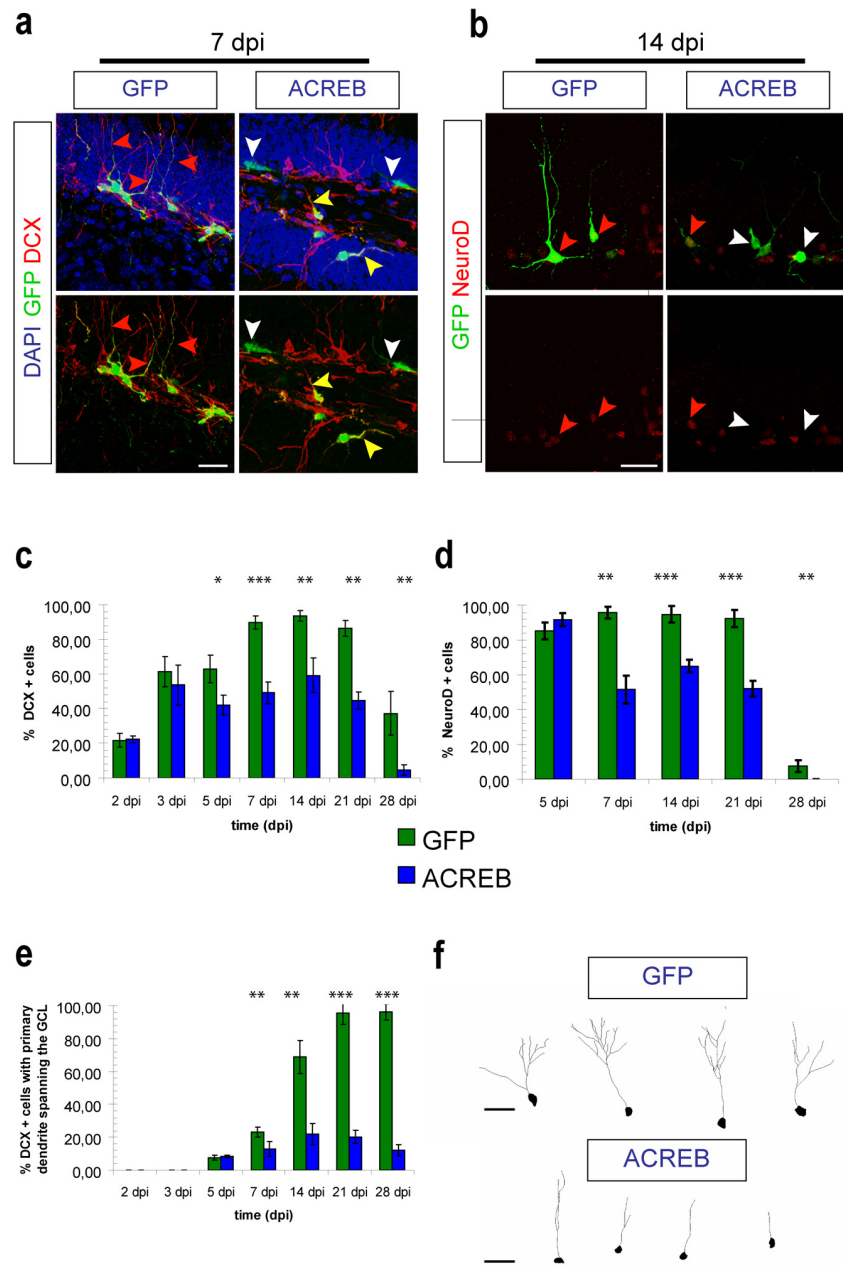 a
7 dpi
GFP
ACREB
DAPI GFP DCX
b
14 dpi
GFP
ACREB
GFP NeuroD
c
* *** ** ** **
100,00
80,00
60,00
40,00
20,00
0,00
% DCX + cells
2 dpi 3 dpi 5 dpi 7 dpi 14 dpi 21 dpi 28 dpi
time (dpi)
d
** *** *** **
100,00
80,00
60,00
40,00
20,00
0,00
% NeuroD + cells
5 dpi 7 dpi 14 dpi 21 dpi 28 dpi
time (dpi)
GFP
ACREB
e
** ** *** ***
100,00
80,00
60,00
40,00
20,00
0,00
% DCX + cells with primary
dendrite spanning the GCL
2 dpi 3 dpi 5 dpi 7 dpi 14 dpi 21 dpi 28 dpi
time (dpi)
f
GFP
ACREB